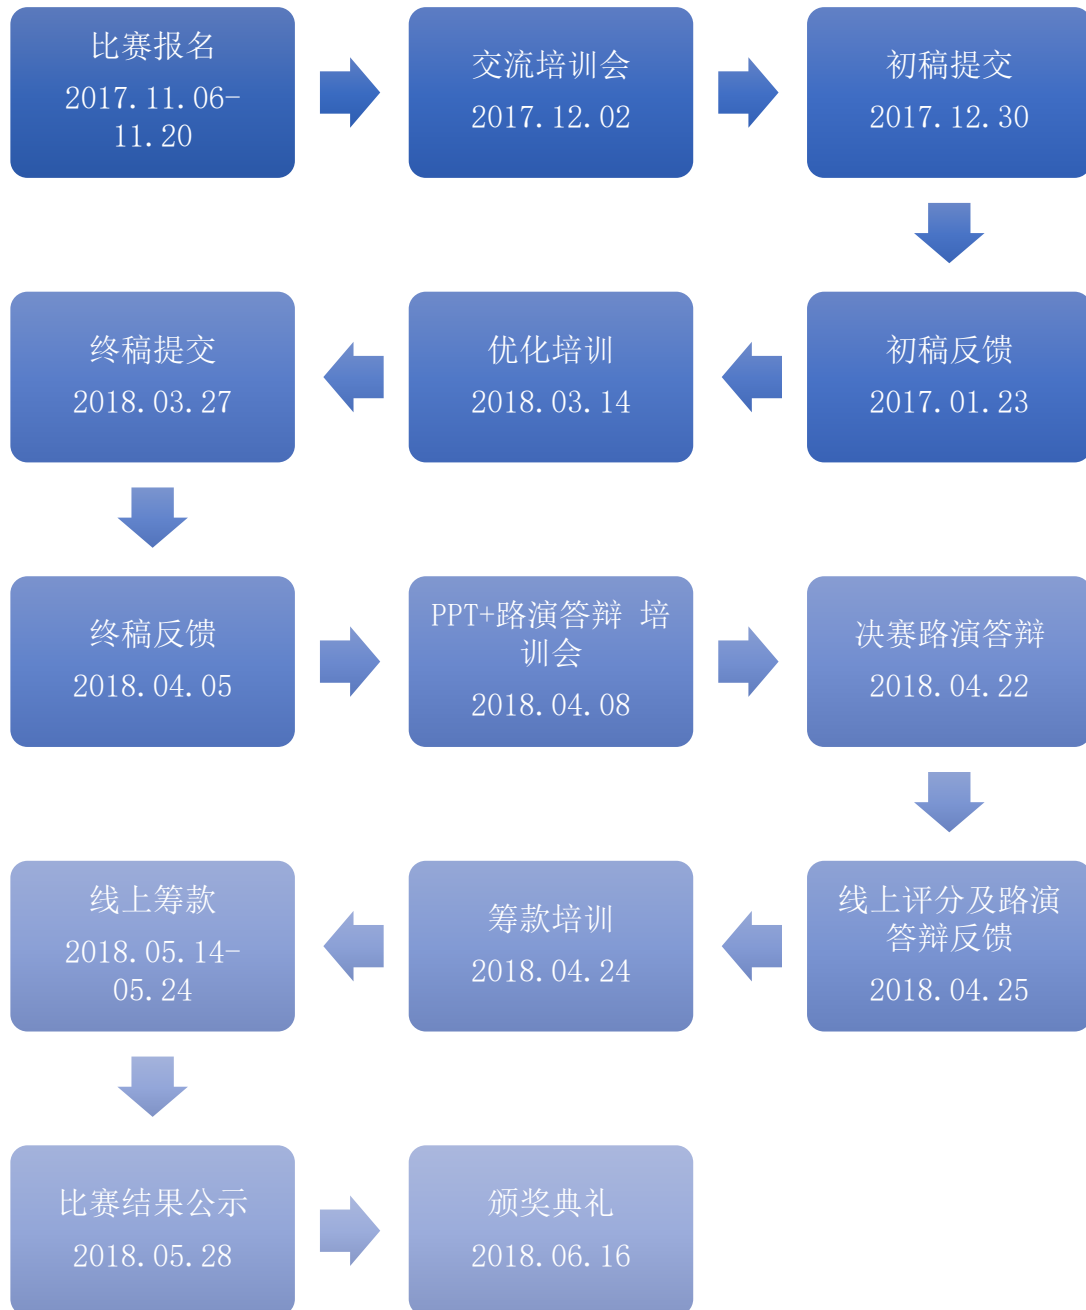 比赛报名
2017.11.06-
11.20
交流培训会
2017.12.02
初稿提交
2017.12.30
初稿反馈
2017.01.23
优化培训
2018.03.14
终稿提交
2018.03.27
终稿反馈
2018.04.05
PPT+路演答辩 培
训会
2018.04.08
决赛路演答辩
2018.04.22
线上评分及路演
答辩反馈
2018.04.25
筹款培训
2018.04.24
线上筹款
2018.05.14-
05.24
比赛结果公示
2018.05.28
颁奖典礼
2018.06.16